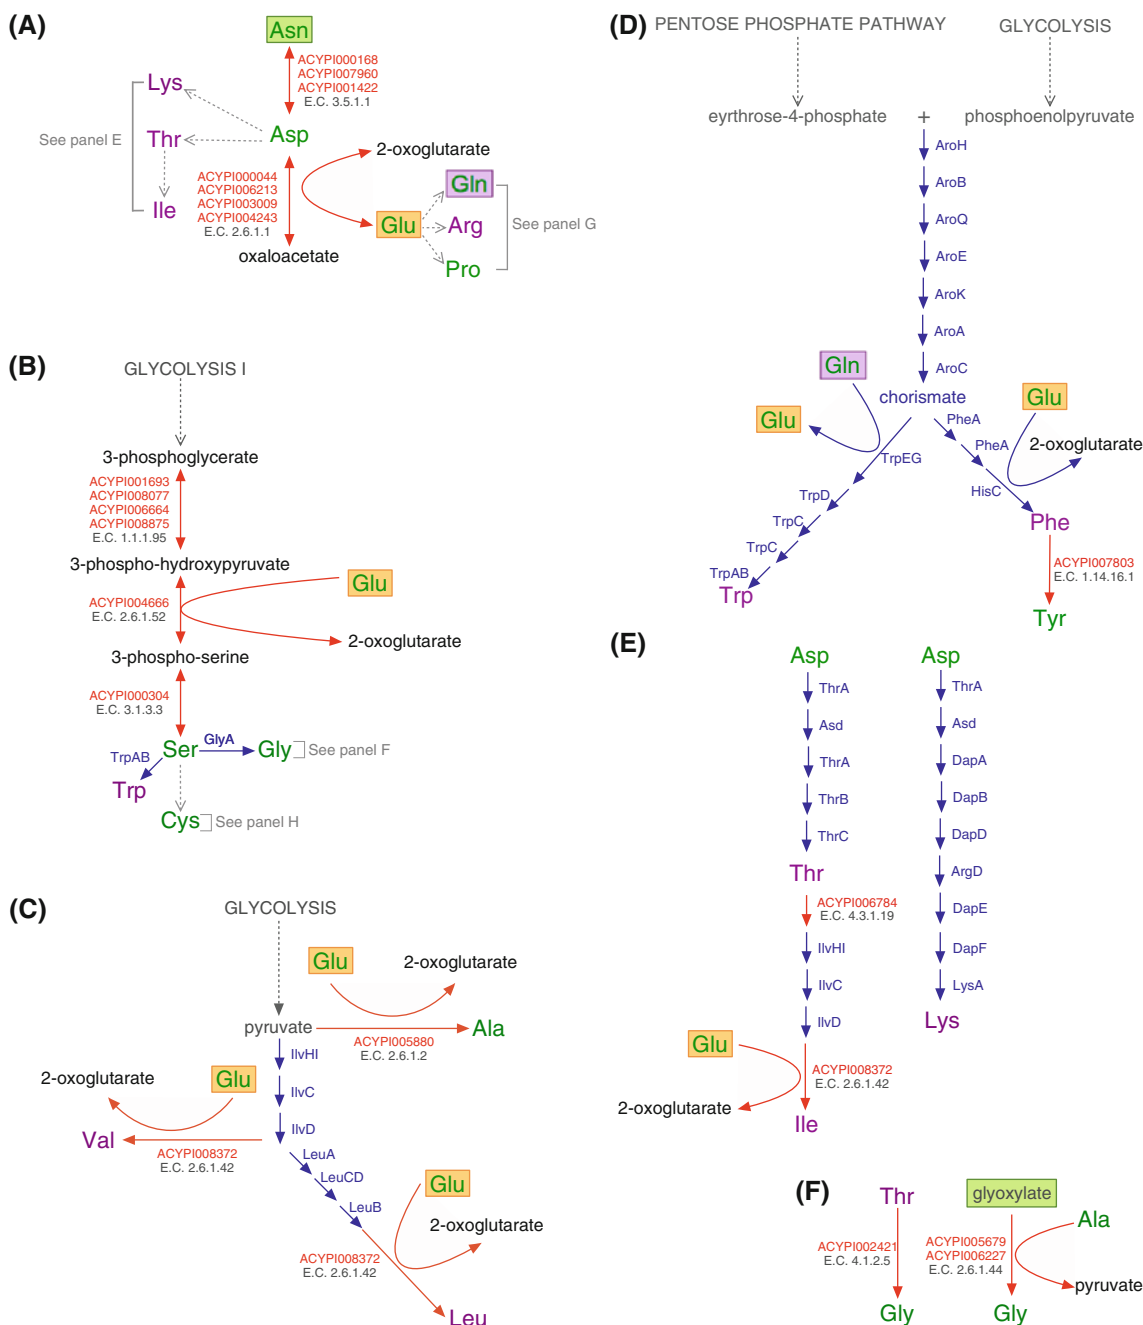 (A)
Asn
ACYPI000168
ACYPI007960
ACYPI001422
E.C. 3.5.1.1
Lys
See panel E
Thr
Asp
Ile
ACYPI000044
ACYPI006213
ACYPI003009
ACYPI004243
E.C. 2.6.1.1
oxaloacetate
2-oxoglutarate
Gln
Glu
Arg
See panel G
Pro
(B)
GLYCOLYSIS I
3-phosphoglycerate
ACYPI001693
ACYPI008077
ACYPI006664
ACYPI008875
E.C. 1.1.1.95
3-phospho-hydroxypyruvate
Glu
ACYPI004666
E.C. 2.6.1.52
2-oxoglutarate
3-phospho-serine
ACYPI000304
E.C. 3.1.3.3
TrpAB
Ser
GlyA
Gly
See panel F
Trp
Cys
See panel H
(C)
GLYCOLYSIS
Glu
2-oxoglutarate
pyruvate
Ala
ACYPI005880
E.C. 2.6.1.2
IlvHI
2-oxoglutarate
Glu
IlvC
IlvD
Val
ACYPI008372
E.C. 2.6.1.42
LeuA
LeuCD
LeuB
Glu
2-oxoglutarate
ACYPI008372
E.C. 2.6.1.42
Leu
(D)
PENTOSE PHOSPHATE PATHWAY
GLYCOLYSIS
eyrthrose-4-phosphate
+
phosphoenolpyruvate
AroH
AroB
AroQ
AroE
AroK
AroA
AroC
Gln
chorismate
Glu
Glu
PheA
PheA
2-oxoglutarate
TrpEG
HisC
TrpD
TrpC
TrpC
TrpAB
Trp
Phe
ACYPI007803
E.C. 1.14.16.1
Tyr
(E)
Asp
ThrA
Asd
ThrA
ThrB
ThrC
Thr
ACYPI006784
E.C. 4.3.1.19
IlvHI
IlvC
IlvD
Glu
ACYPI008372
E.C. 2.6.1.42
2-oxoglutarate
Ile
Asp
ThrA
Asd
DapA
DapB
DapD
ArgD
DapE
DapF
LysA
Lys
(F)
Thr
ACYPI002421
E.C. 4.1.2.5
Gly
glyoxylate
Ala
ACYPI005679
ACYPI006227
E.C. 2.6.1.44
pyruvate
Gly